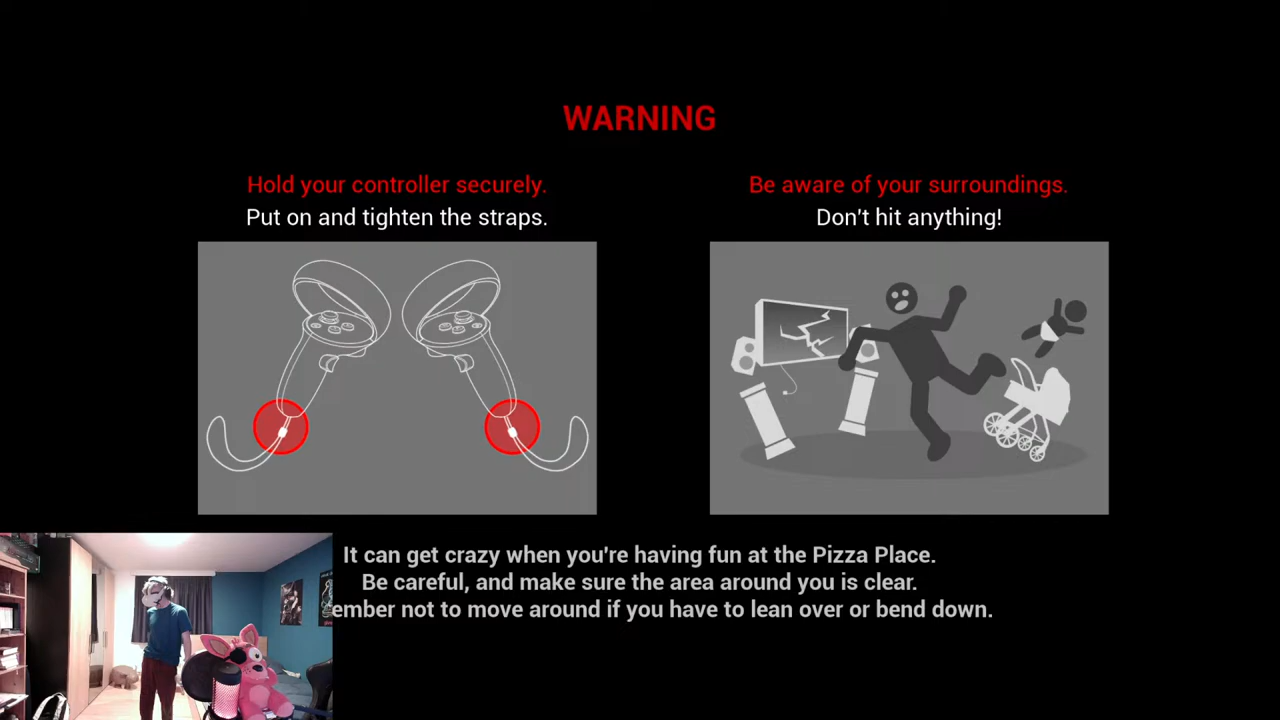 WARNING
Hold your controller securely.
Put on and tighten the straps.
Be aware of your surroundings.
Don't hit anything!
It can get crazy when you're having fun at the Pizza Place.
Be careful, and make sure the area around you is clear.
ember not to move around if you have to lean over or bend down.